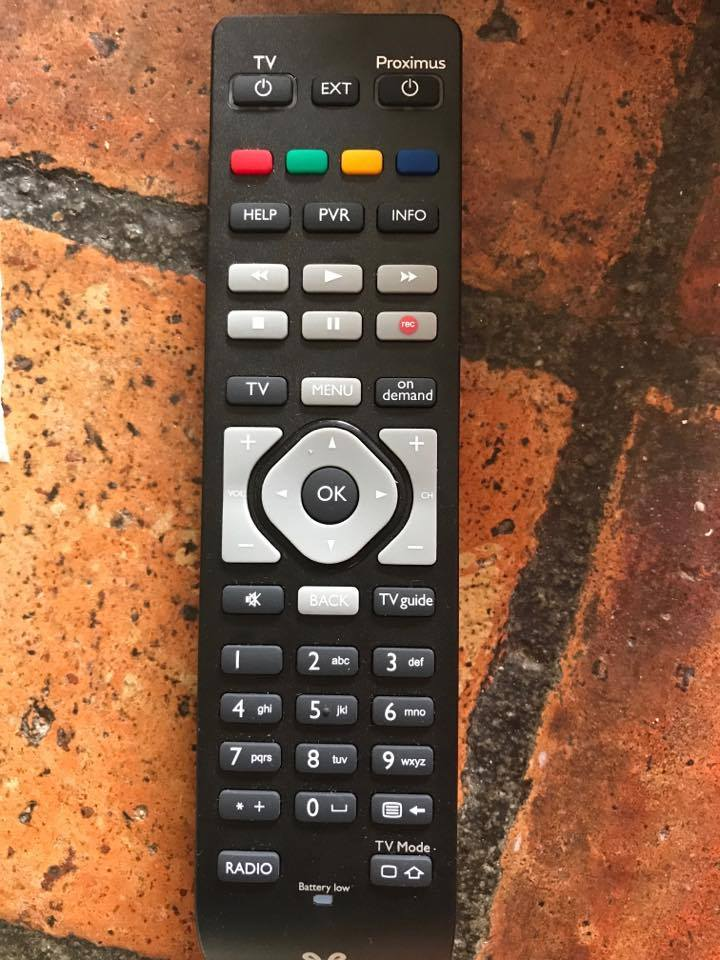 TV Proximus
EXT
HELP PVR INFO
rec
TV MENU on demand
+ +
VOL OK CH
- -
BACK TV guide
1 2 abc 3 def
4 ghi 5 jkl 6 mno
7 pqrs 8 tuv 9 wxyz
* + 0
TV Mode
RADIO
Battery low